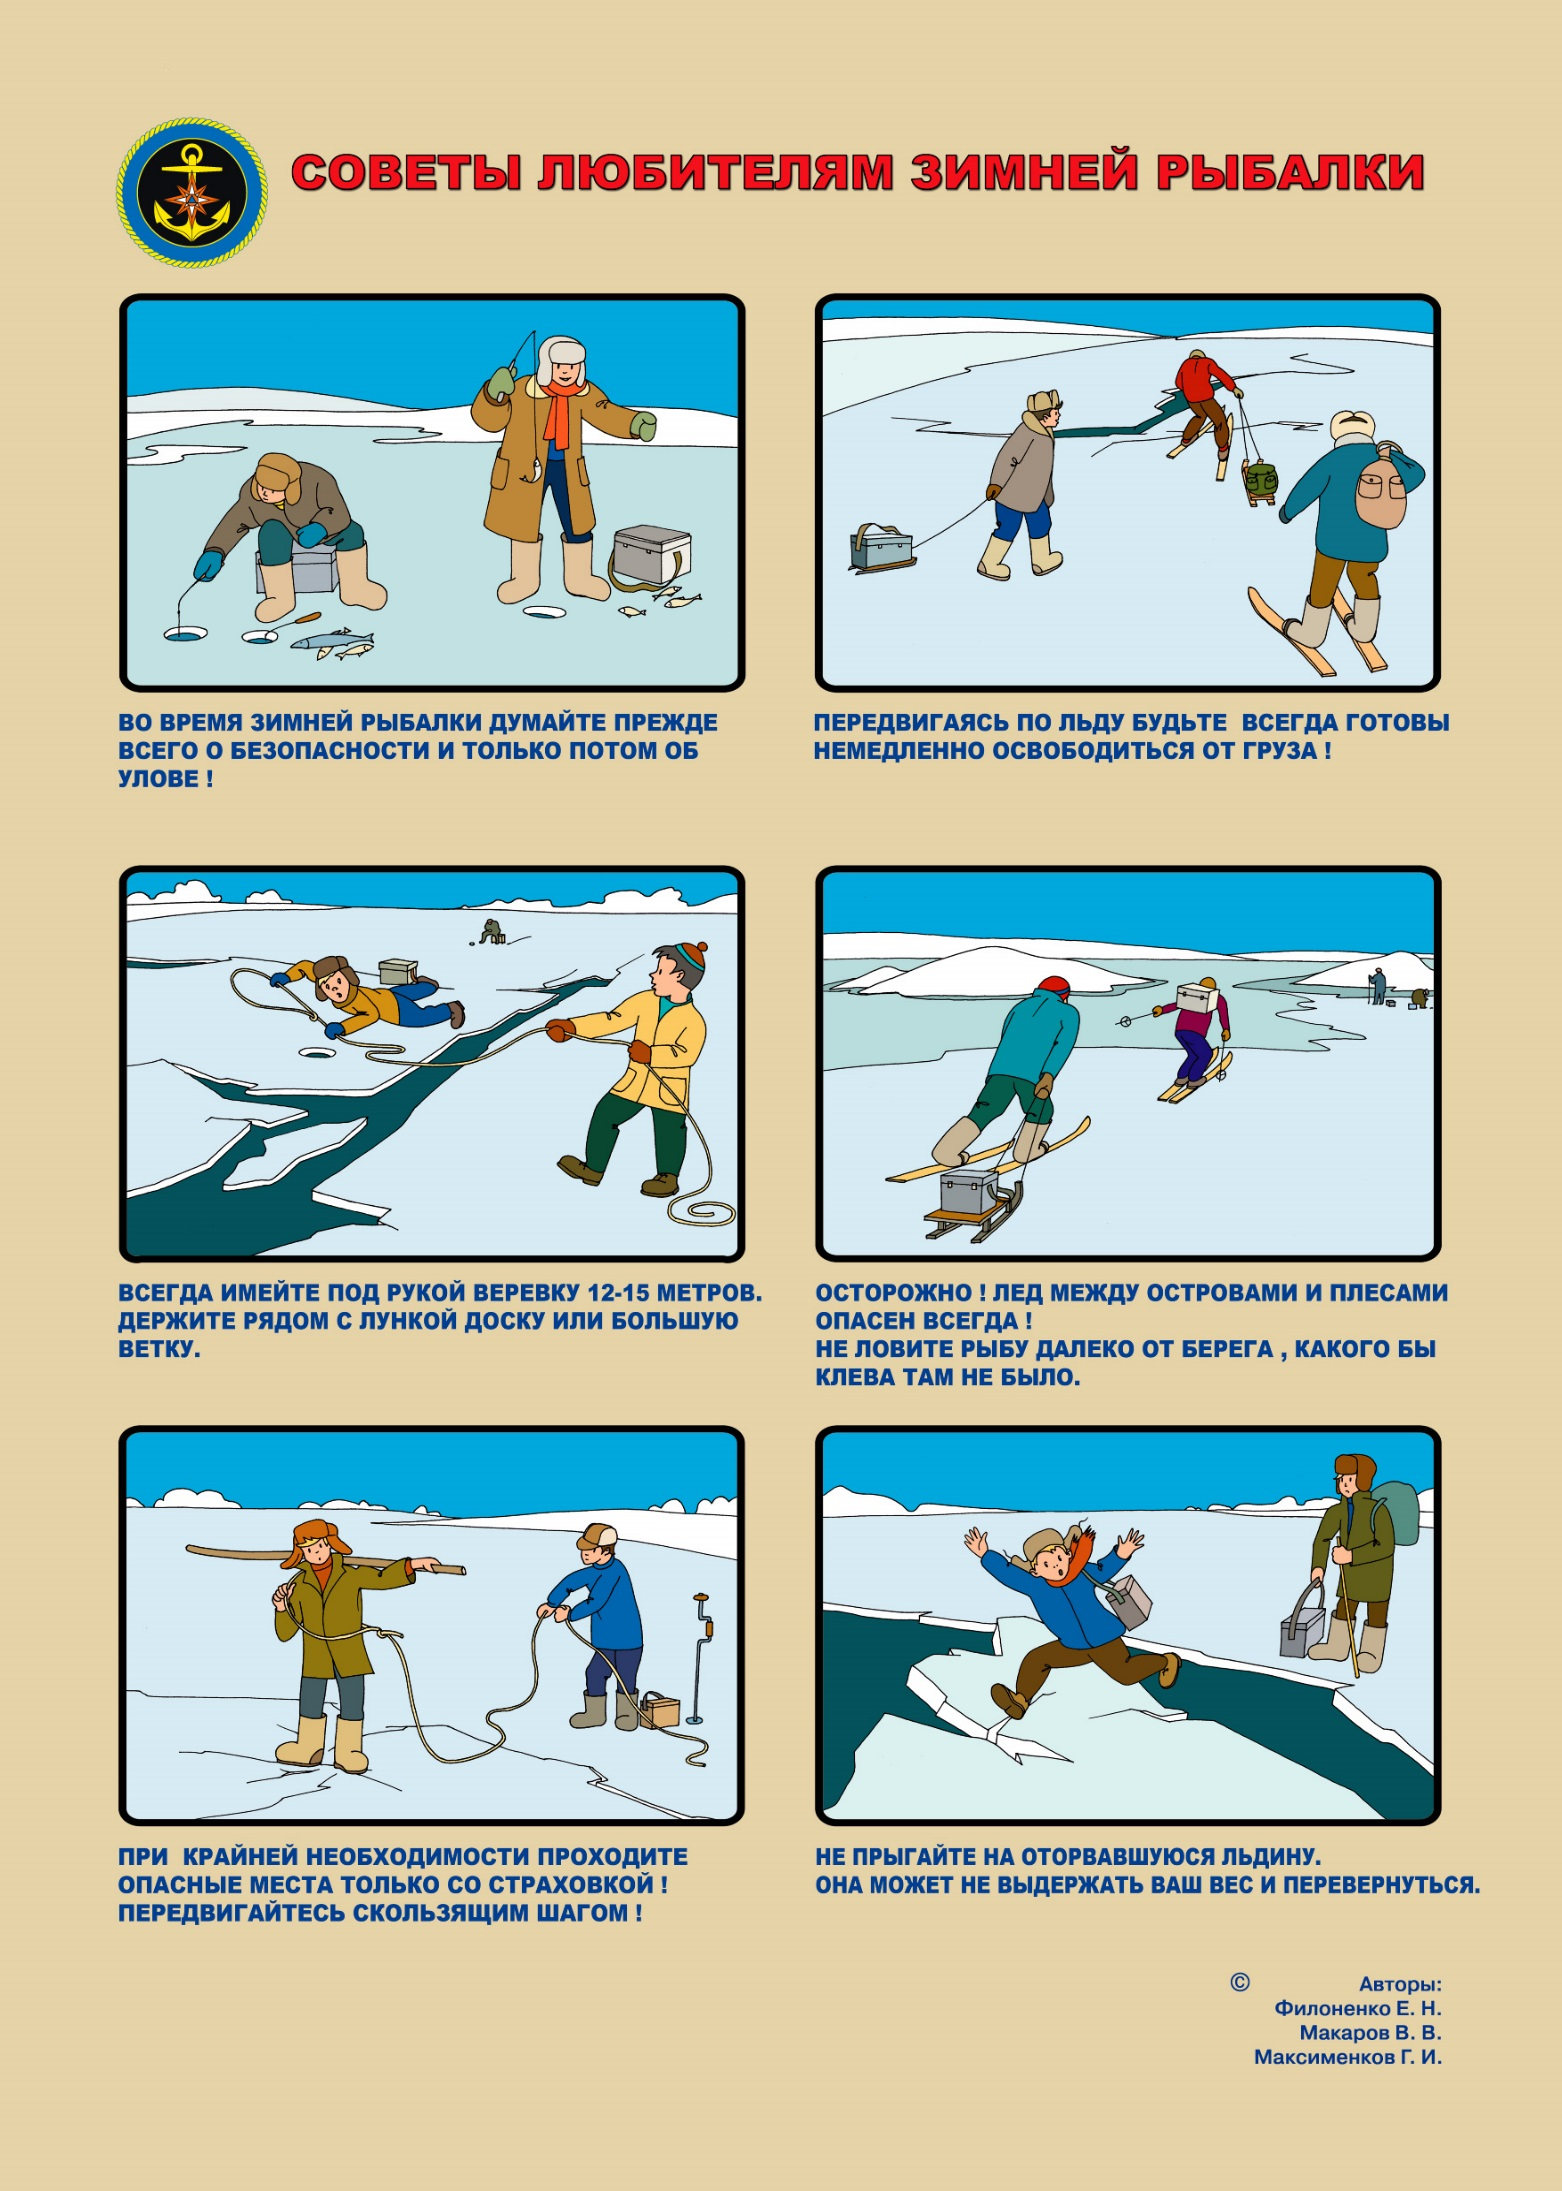 СОВЕТЫ ЛЮБИТЕЛЯМ ЗИМНЕЙ РЫБАЛКИ
ВО ВРЕМЯ ЗИМНЕЙ РЫБАЛКИ ДУМАЙТЕ ПРЕЖДЕ
ВСЕГО О БЕЗОПАСНОСТИ И ТОЛЬКО ПОТОМ ОБ
УЛОВЕ !
ПЕРЕДВИГАЯСЬ ПО ЛЬДУ БУДЬТЕ ВСЕГДА ГОТОВЫ
НЕМЕДЛЕННО ОСВОБОДИТЬСЯ ОТ ГРУЗА !
ВСЕГДА ИМЕЙТЕ ПОД РУКОЙ ВЕРЕВКУ 12-15 МЕТРОВ.
ДЕРЖИТЕ РЯДОМ С ЛУНКОЙ ДОСКУ ИЛИ БОЛЬШУЮ
ВЕТКУ.
ОСТОРОЖНО ! ЛЕД МЕЖДУ ОСТРОВАМИ И ПЛЕСАМИ
ОПАСЕН ВСЕГДА !
НЕ ЛОВИТЕ РЫБУ ДАЛЕКО ОТ БЕРЕГА , КАКОГО БЫ
КЛЕВА ТАМ НЕ БЫЛО.
ПРИ КРАЙНЕЙ НЕОБХОДИМОСТИ ПРОХОДИТЕ
ОПАСНЫЕ МЕСТА ТОЛЬКО СО СТРАХОВКОЙ !
ПЕРЕДВИГАЙТЕСЬ СКОЛЬЗЯЩИМ ШАГОМ !
НЕ ПРЫГАЙТЕ НА ОТОРВАВШУЮСЯ ЛЬДИНУ.
ОНА МОЖЕТ НЕ ВЫДЕРЖАТЬ ВАШ ВЕС И ПЕРЕВЕРНУТЬСЯ.
© Авторы:
Филоненко Е. Н.
Макаров В. В.
Максименков Г. И.